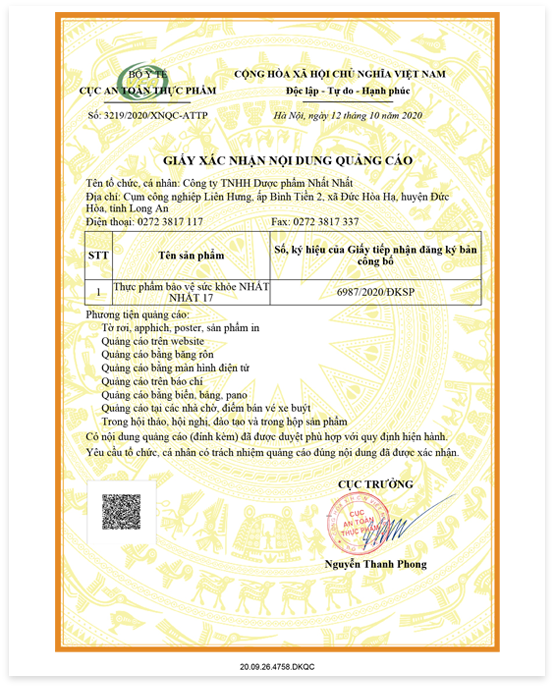 BỘ Y TẾ
CỤC AN TOÀN THỰC PHẨM
Số: 3219/2020/XNQC-ATTP
CỘNG HÒA XÃ HỘI CHỦ NGHĨA VIỆT NAM
Độc lập - Tự do - Hạnh phúc
Hà Nội, ngày 12 tháng 10 năm 2020
GIẤY XÁC NHẬN NỘI DUNG QUẢNG CÁO
Tên tổ chức, cá nhân: Công ty TNHH Dược phẩm Nhất Nhất
Địa chỉ: Cụm công nghiệp Liên Hưng, ấp Bình Tiền 2, xã Đức Hòa Hạ, huyện Đức
Hòa, tỉnh Long An
Điện thoại: 0272 3817 117 Fax: 0272 3817 337
STT
Tên sản phẩm
Số, ký hiệu của Giấy tiếp nhận đăng ký bản
công bố
1
Thực phẩm bảo vệ sức khỏe NHẤT
NHẤT 17
6987/2020/ĐKSP
Phương tiện quảng cáo:
Tờ rơi, apphich, poster, sản phẩm in
Quảng cáo trên website
Quảng cáo bằng băng rôn
Quảng cáo bằng màn hình điện tử
Quảng cáo trên báo chí
Quảng cáo bằng biển, bảng, pano
Quảng cáo tại các nhà chờ, điểm bán vé xe buýt
Trong hội thảo, hội nghị, đào tạo và trong hộp sản phẩm
Có nội dung quảng cáo (đính kèm) đã được duyệt phù hợp với quy định hiện hành.
Yêu cầu tổ chức, cá nhân có trách nhiệm quảng cáo đúng nội dung đã được xác nhận.
CỤC TRƯỞNG
CỤC
AN TOÀN
THỰC PHẨM
Nguyễn Thanh Phong
20.09.26.4758.DKQC